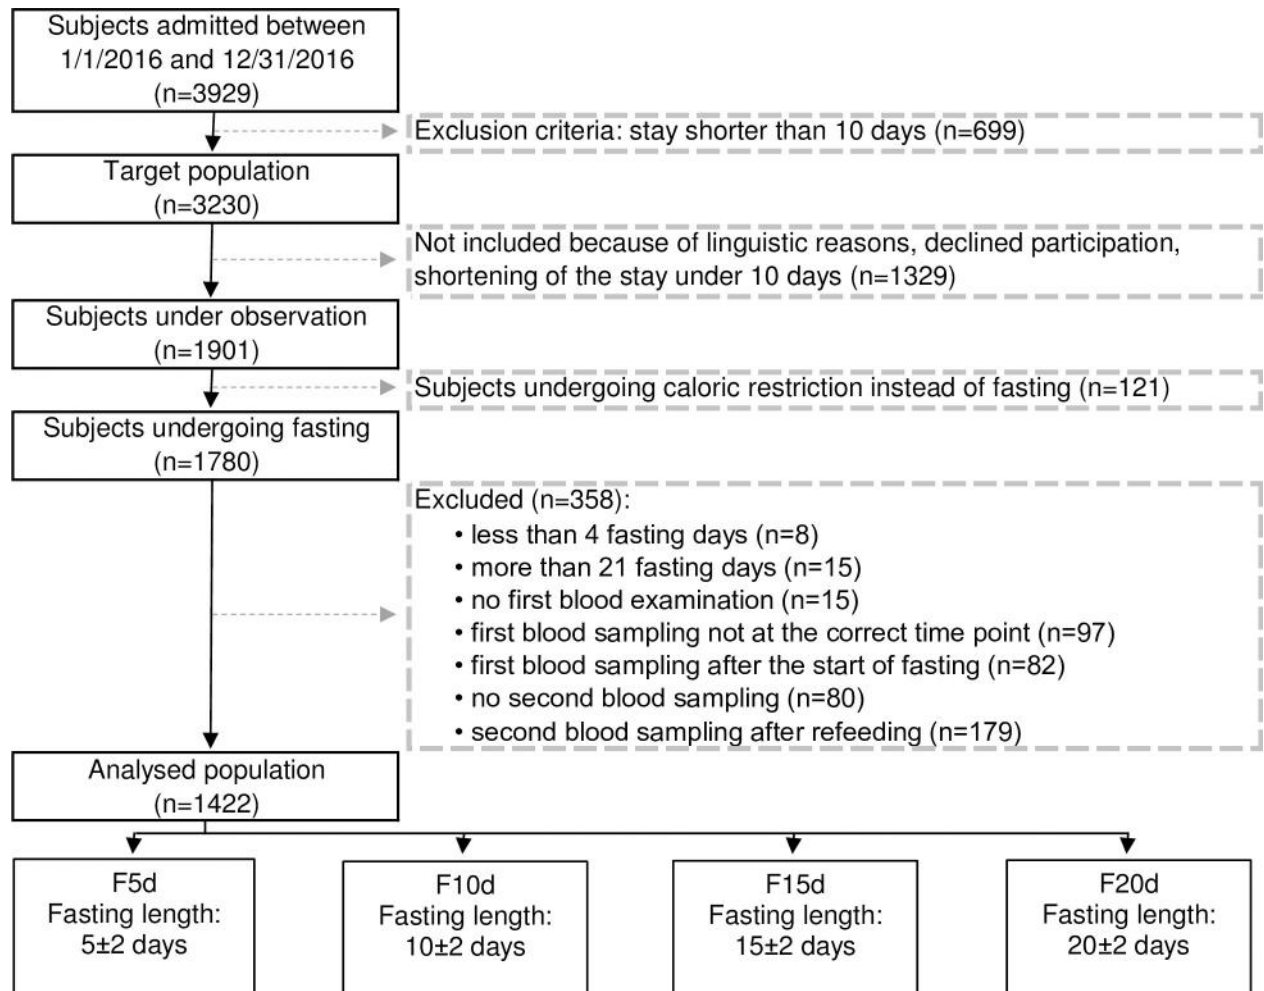 Subjects admitted between
1/1/2016 and 12/31/2016
(n=3929)
Exclusion criteria: stay shorter than 10 days (n=699)
Target population
(n=3230)
Not included because of linguistic reasons, declined participation,
shortening of the stay under 10 days (n=1329)
Subjects under observation
(n=1901)
Subjects undergoing caloric restriction instead of fasting (n=121)
Subjects undergoing fasting
(n=1780)
Excluded (n=358):
• less than 4 fasting days (n=8)
• more than 21 fasting days (n=15)
• no first blood examination (n=15)
• first blood sampling not at the correct time point (n=97)
• first blood sampling after the start of fasting (n=82)
• no second blood sampling (n=80)
• second blood sampling after refeeding (n=179)
Analysed population
(n=1422)
F5d
Fasting length:
5±2 days
F10d
Fasting length:
10±2 days
F15d
Fasting length:
15±2 days
F20d
Fasting length:
20±2 days